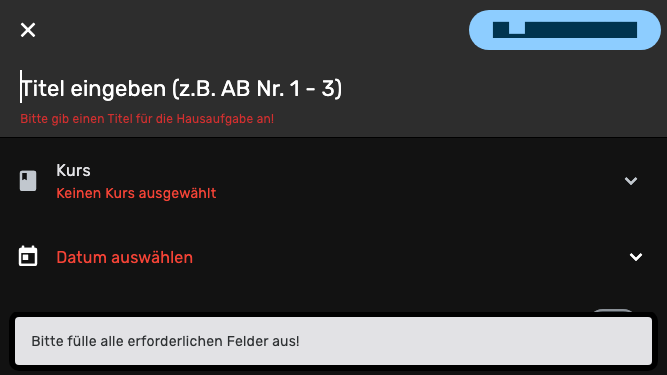 Titel eingeben (z.B. AB Nr. 1 - 3)
Bitte gib einen Titel für die Hausaufgabe an!
Kurs
Keinen Kurs ausgewählt
Datum auswählen
Bitte fülle alle erforderlichen Felder aus!